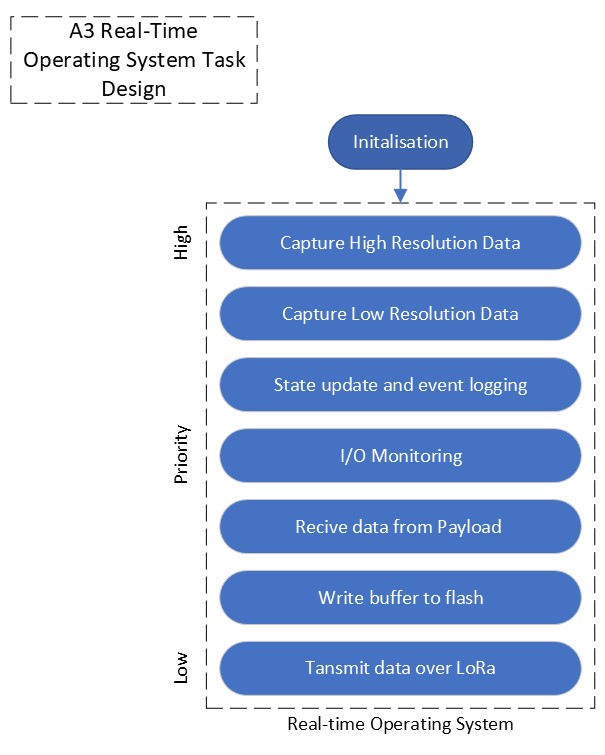 A3 Real-Time
Operating System Task
Design
Initalisation
High
Capture High Resolution Data
Capture Low Resolution Data
State update and event logging
Priority
I/O Monitoring
Recive data from Payload
Write buffer to flash
Low
Tansmit data over LoRa
Real-time Operating System